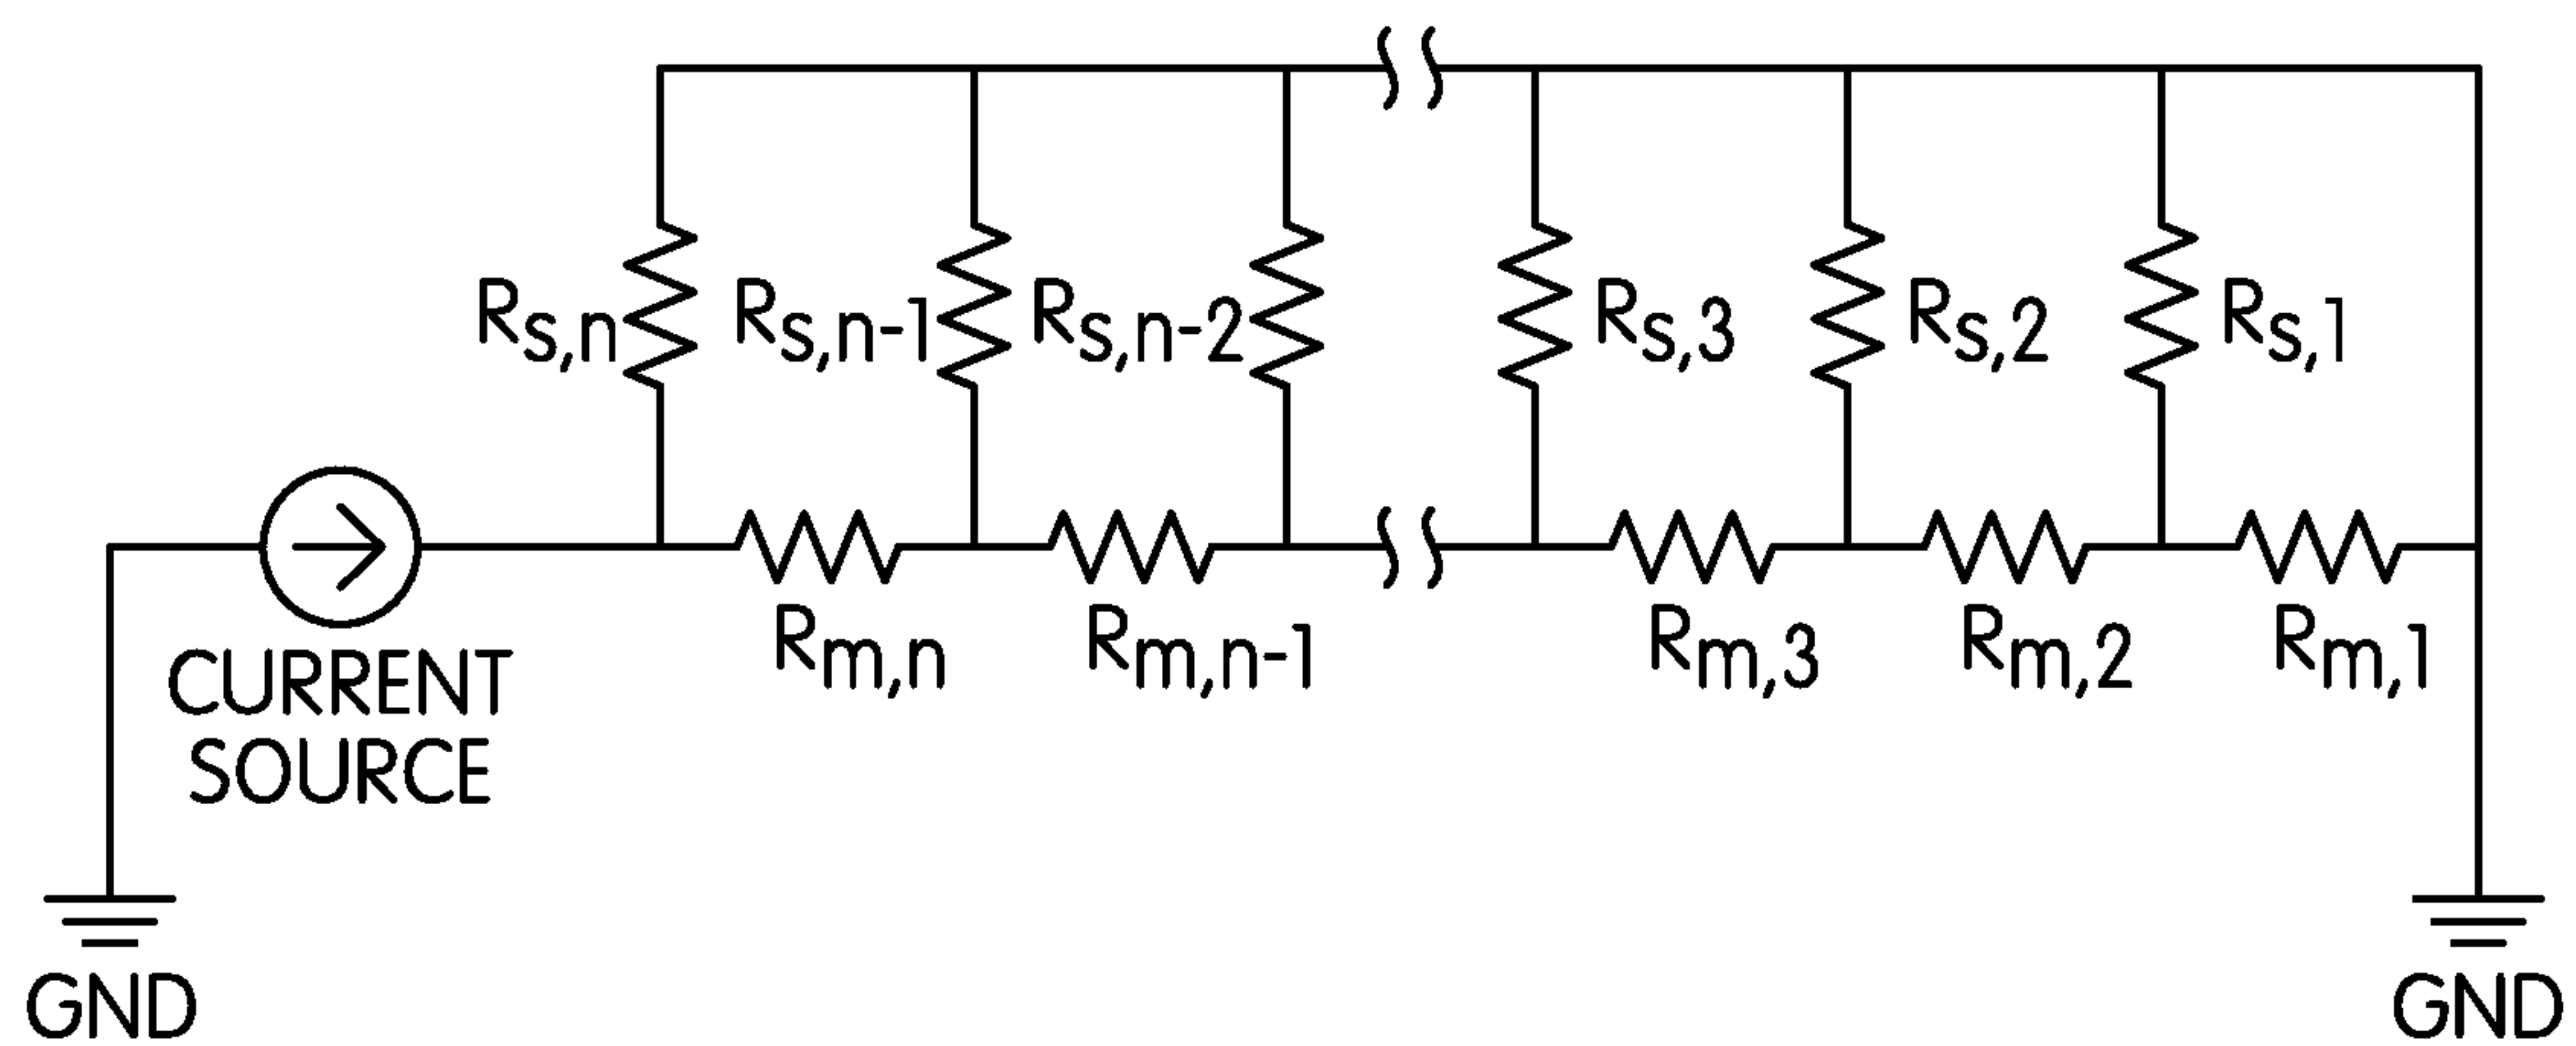 Rs,n
Rs,n-1
Rs,n-2
Rs,3
Rs,2
Rs,1
Rm,n
Rm,n-1
Rm,3
Rm,2
Rm,1
CURRENT
SOURCE
GND
GND